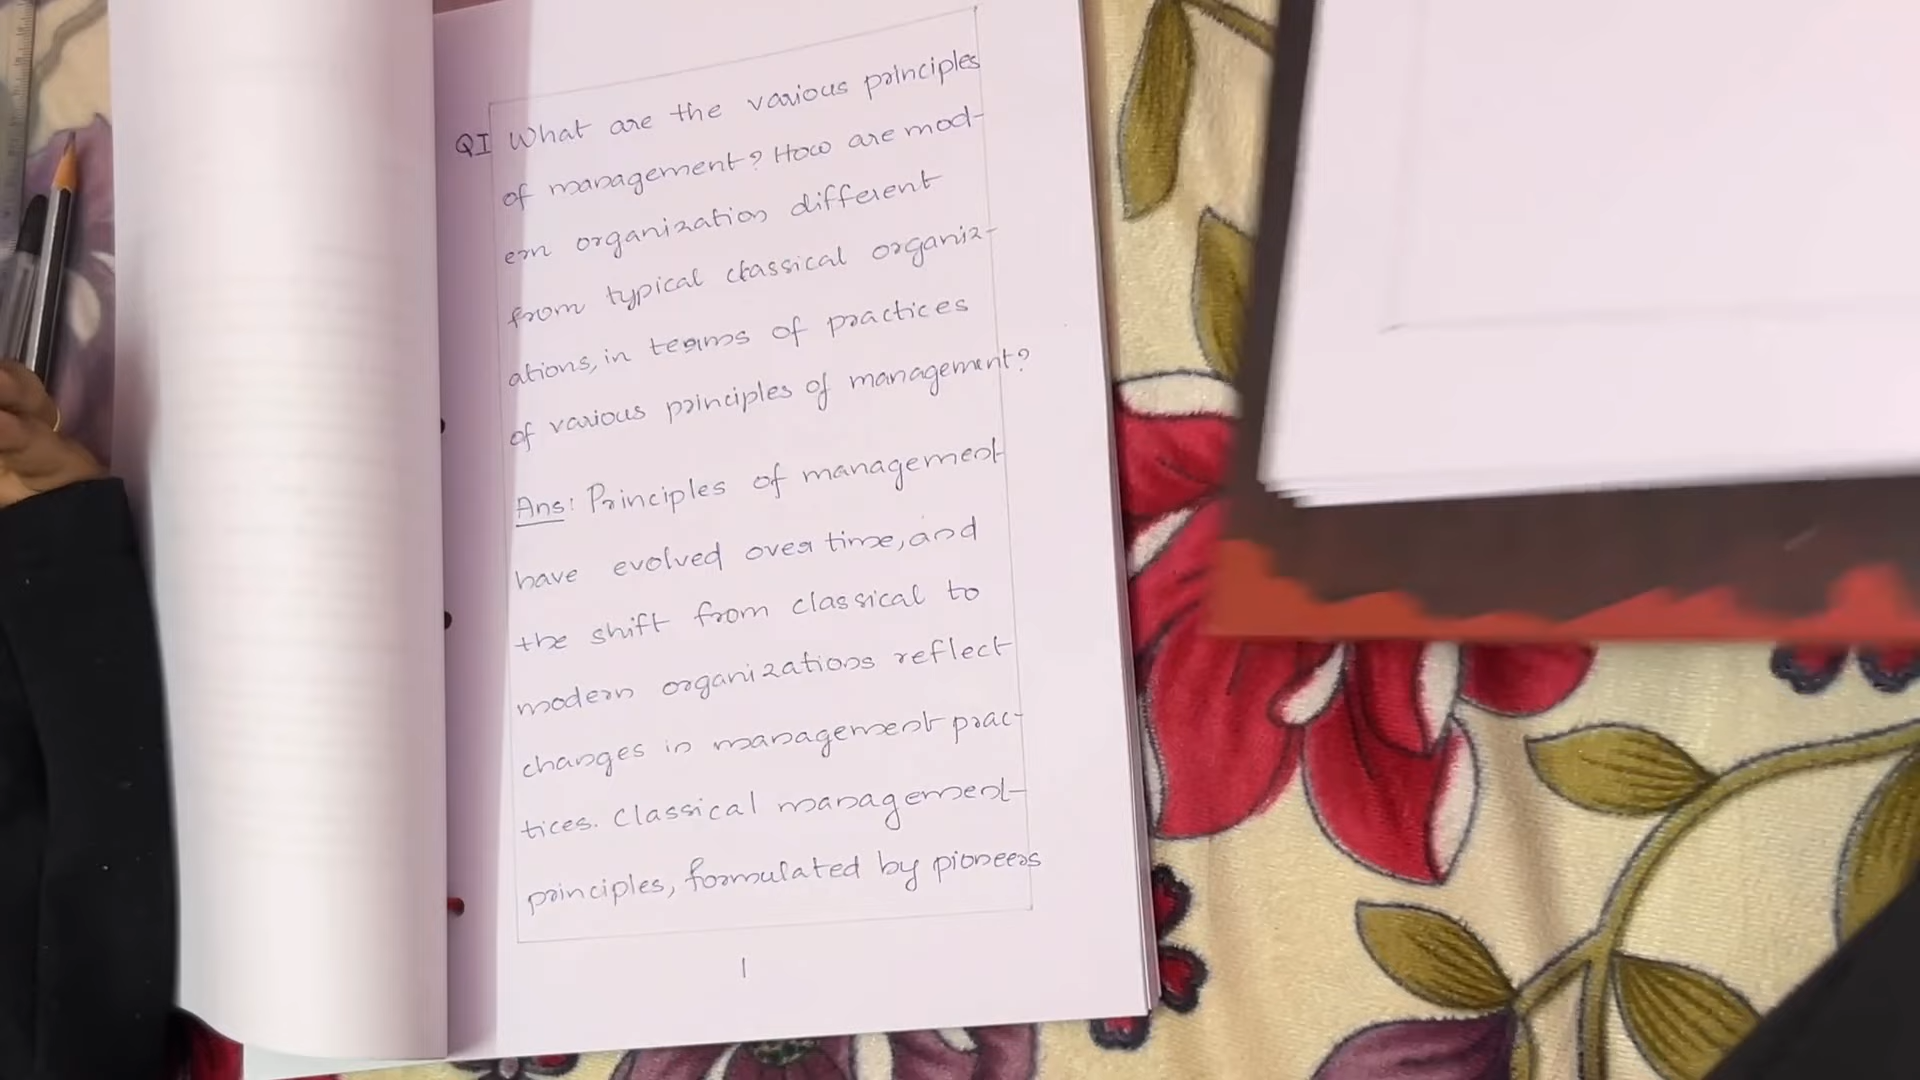 Q1 What are the various principles
of management? How are mod-
ern organization different
from typical classical organiz-
ations, in terms of practices
of various principles of management?
Ans: Principles of management
have evolved over time, and
the shift from classical to
modern organizations reflect
changes in management prac-
tices. Classical management
principles, formulated by pioneers
1